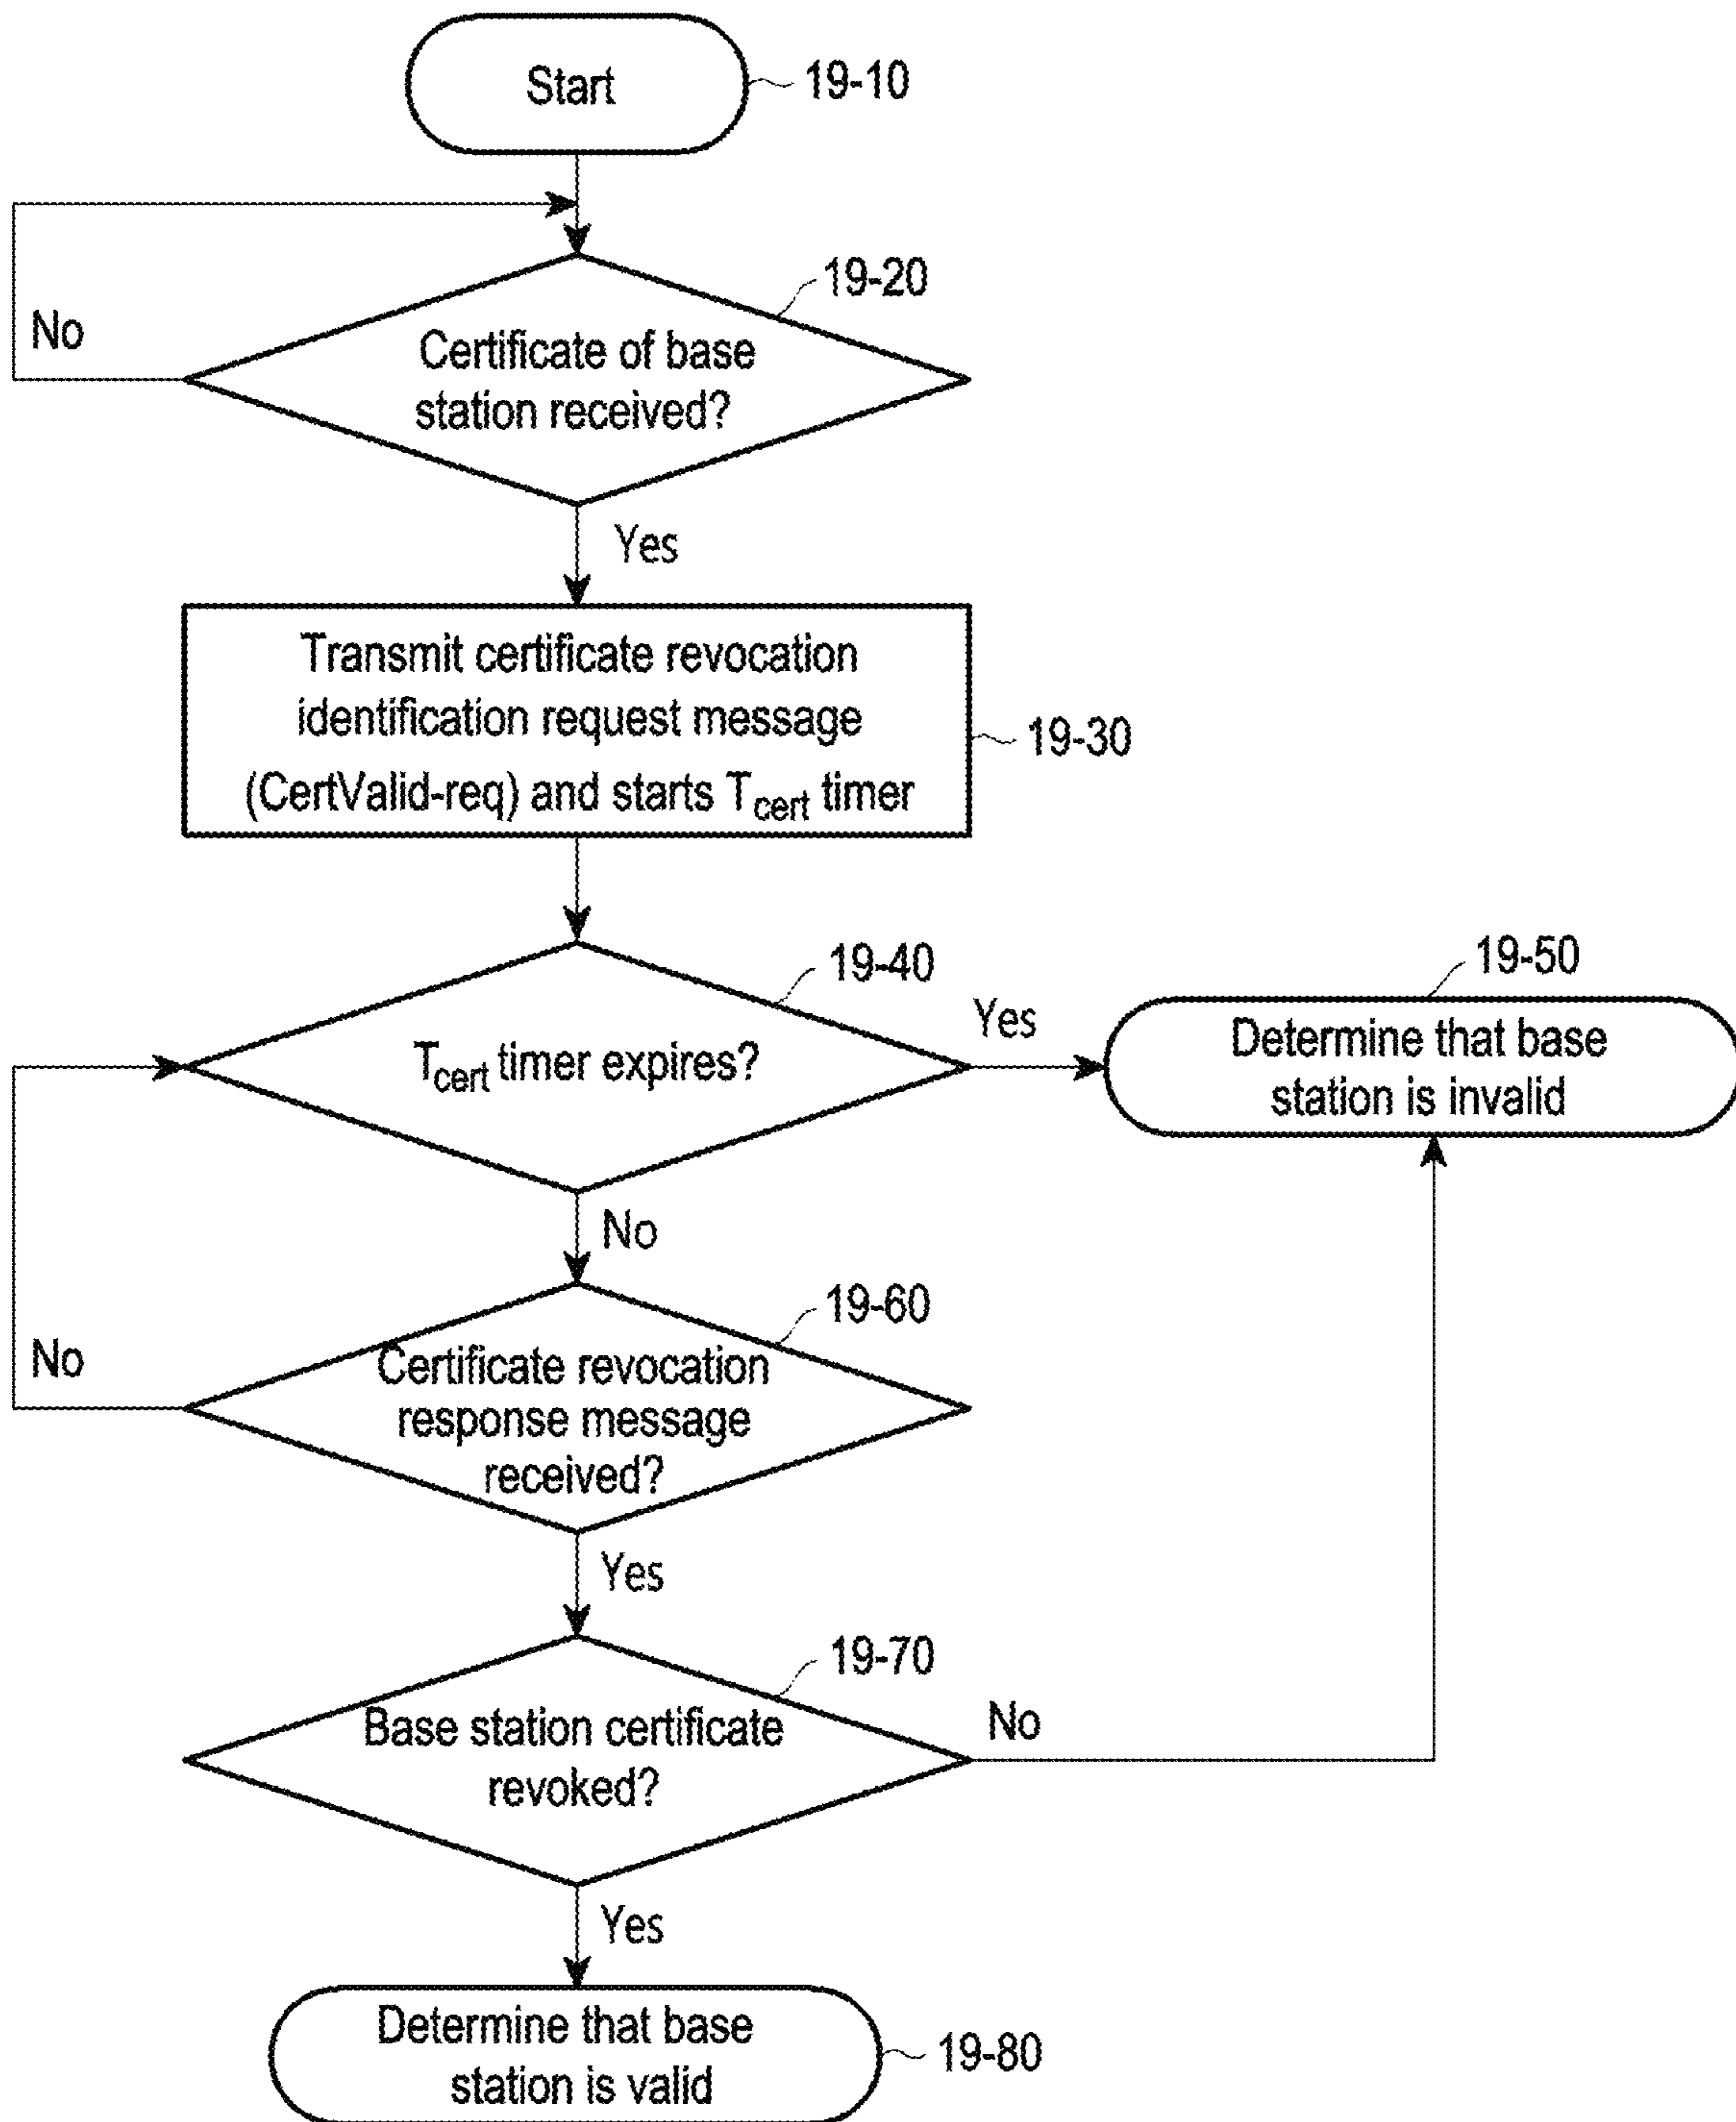 Start
19-10
19-20
No
Certificate of base
station received?
Yes
Transmit certificate revocation
identification request message
(CertValid-req) and starts Tcert timer
19-30
19-40
19-50
Yes
Tcert timer expires?
Determine that base
station is invalid
No
19-60
No
Certificate revocation
response message
received?
Yes
19-70
No
Base station certificate
revoked?
Yes
Determine that base
station is valid
19-80